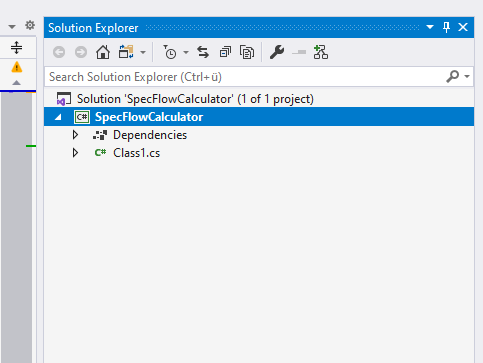 Solution Explorer
Search Solution Explorer (Ctrl+ü)
Solution 'SpecFlowCalculator' (1 of 1 project)
C# SpecFlowCalculator
Dependencies
C# Class1.cs